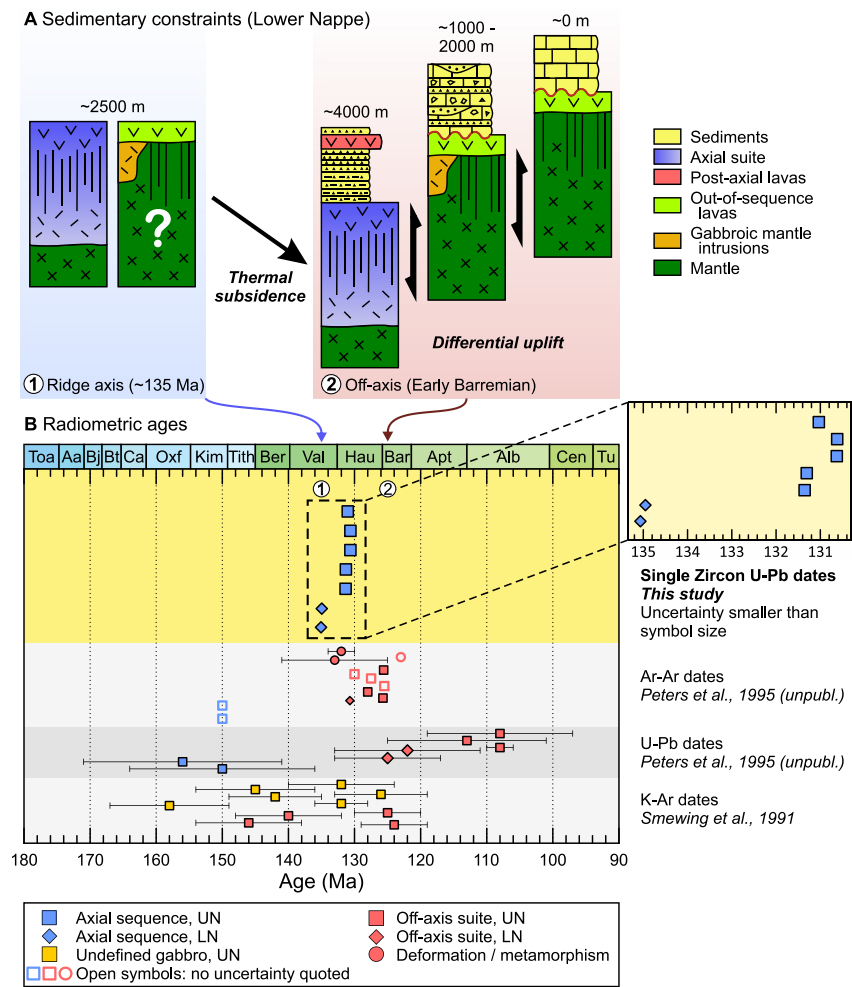 A Sedimentary constraints (Lower Nappe)
~2500 m
~4000 m
~1000 -
2000 m
~0 m
?
Thermal
subsidence
Differential uplift
1 Ridge axis (~135 Ma)
2 Off-axis (Early Barremian)
Sediments
Axial suite
Post-axial lavas
Out-of-sequence
lavas
Gabbroic mantle
intrusions
Mantle
B Radiometric ages
Toa Aa Bj Bt Ca Oxf Kim Tith Ber Val Hau Bar Apt Alb Cen Tu
1 2
135 134 133 132 131
Single Zircon U-Pb dates
This study
Uncertainty smaller than
symbol size
Ar-Ar dates
Peters et al., 1995 (unpubl.)
U-Pb dates
Peters et al., 1995 (unpubl.)
K-Ar dates
Smewing et al., 1991
180 170 160 150 140 130 120 110 100 90
Age (Ma)
Axial sequence, UN
Axial sequence, LN
Undefined gabbro, UN
Open symbols: no uncertainty quoted
Off-axis suite, UN
Off-axis suite, LN
Deformation / metamorphism